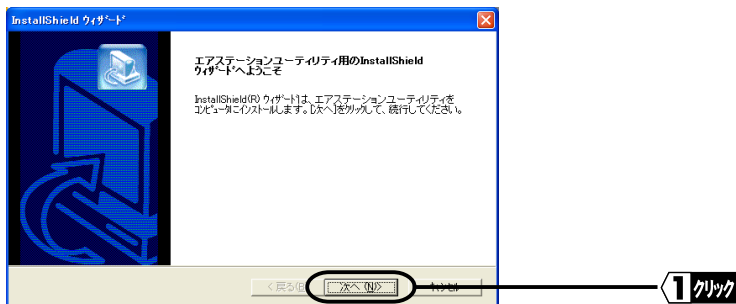 InstallShield ウィザード
エアステーションユーティリティ用のInstallShield
ウィザードへようこそ
InstallShield(R) ウィザードは、エアステーションユーティリティを
コンピュータにインストールします。[次へ]をクリックして、続行してください。
< 戻る(B) 次へ (N)> キャンセル
1 クリック